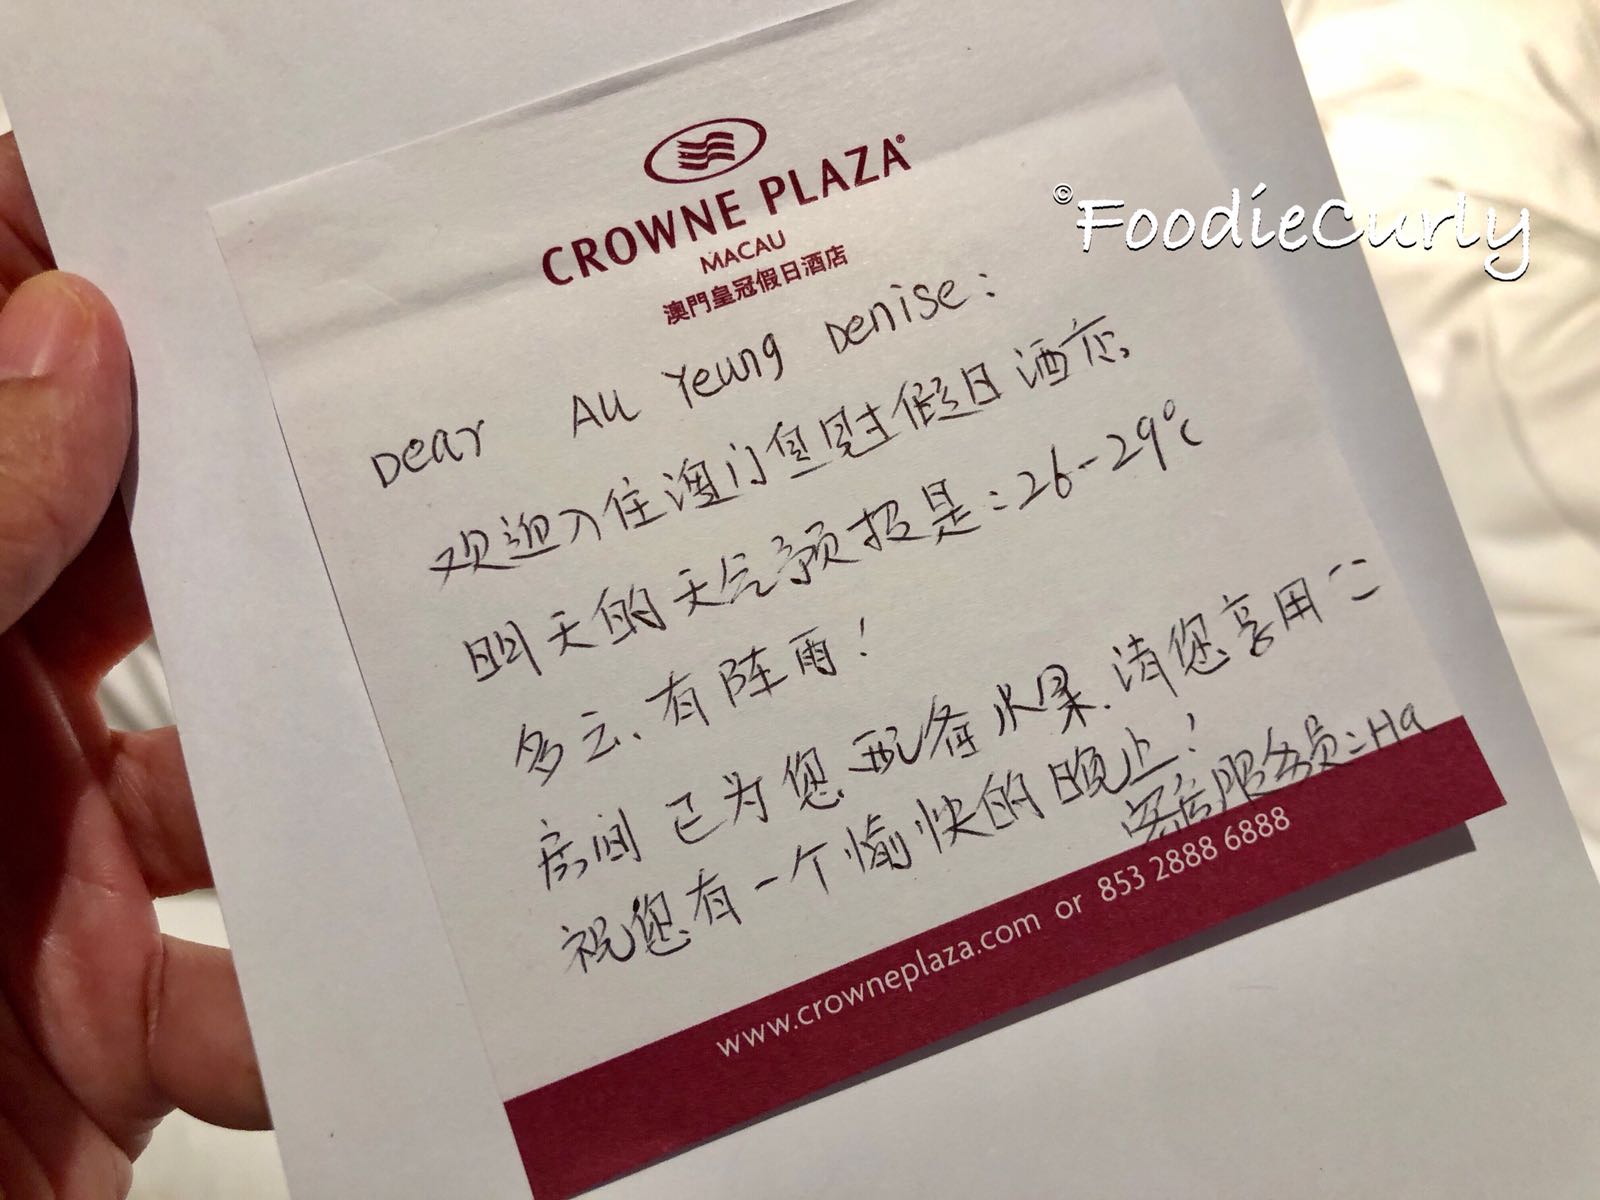 CROWNE PLAZA®
MACAU
澳門皇冠假日酒店
©FoodieCurly
Dear Au Yeung Denise:
欢迎入住澳门皇冠假日酒店。
明天的天气预报是:26-29℃
多云、有阵雨!
房间已为您配备水果.请您享用
祝您有一个愉快的晚上!
客房服务员:Ha
www.crowneplaza.com or 853 2888 6888